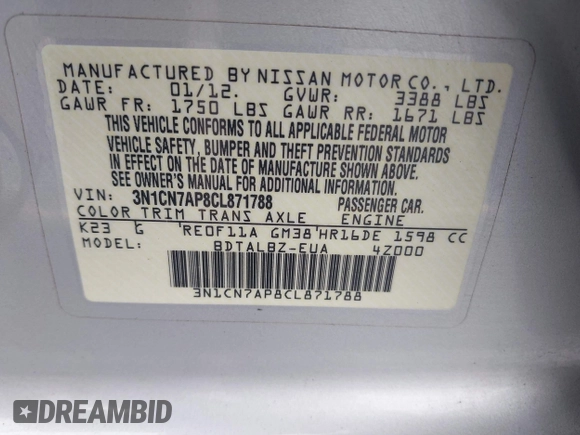 MANUFACTURED BY NISSAN MOTOR CO., LTD.
DATE: 01/12. GVWR: 3388 LBS
GAWR FR: 1750 LBS GAWR RR: 1671 LBS
THIS VEHICLE CONFORMS TO ALL APPLICABLE FEDERAL MOTOR
VEHICLE SAFETY, BUMPER AND THEFT PREVENTION STANDARDS
IN EFFECT ON THE DATE OF MANUFACTURE SHOWN ABOVE.
SEE OWNER'S MANUAL FOR ADDITIONAL INFORMATION.
VIN: 3N1CN7AP8CL871788 PASSENGER CAR.
COLOR TRIM TRANS AXLE ENGINE
K23 G RE0F11A GM38 HR16DE 1598 CC
MODEL: BDTALBZ-EUA 4Z000
3N1CN7AP8CL871788
DREAMBID